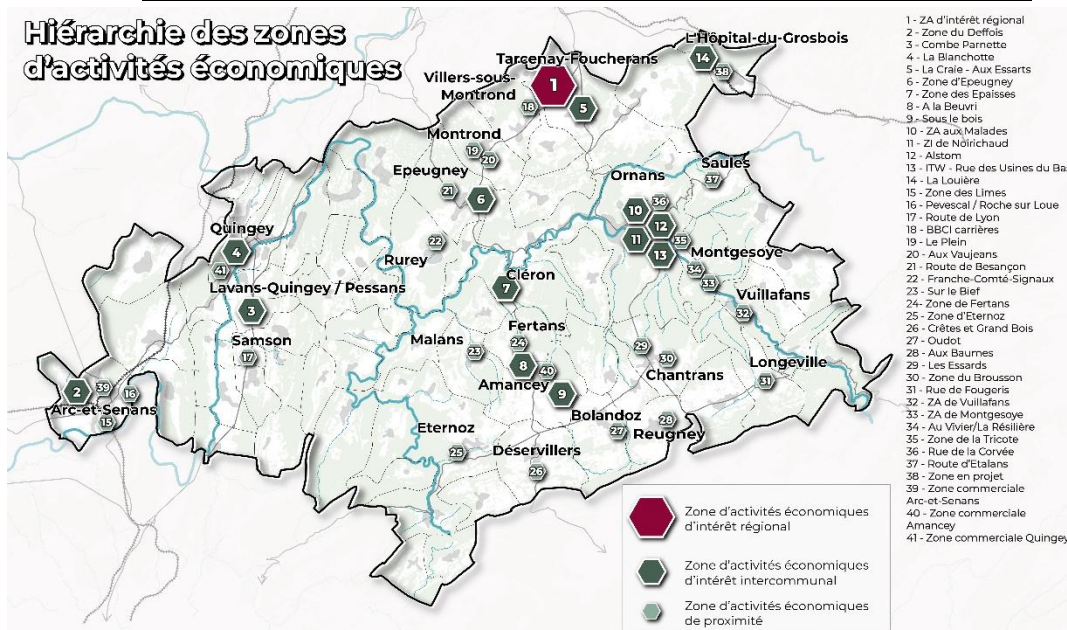 Hiérarchie des zones
d'activités économiques
L'Hôpital-du-Grosbois
14
38
Tarcenay-Foucherans
1
5
Villers-sous-
Montrond
18
Montrond
19
20
Epeugney
21
6
Saules
37
Ornans
10
36
12
11
35
13
Montgesoye
34
33
Quingey
4
41
22
Rurey
Lavans-Quingey / Pessans
3
Cléron
7
Vuillafans
32
Samson
17
Malans
23
Fertans
24
8
40
Amancey
9
29
30
Chantrans
Longeville
31
2
39
16
Arc-et-Senans
15
Bolandoz
27
28
Reugney
Eternoz
25
Déservillers
26
1 - ZA d'intérêt régional
2 - Zone du Deffois
3 - Combe Parnette
4 - La Blanchotte
5 - La Craie - Aux Essarts
6 - Zone d'Epeugney
7 - Zone des Epaisses
8 - A la Beuvri
9 - Sous le bois
10 - ZA aux Malades
11 - ZI de Noirichaud
12 - Alstom
13 - ITW - Rue des Usines du Bas
14 - La Louière
15 - Zone des Limes
16 - Pevescal / Roche sur Loue
17 - Route de Lyon
18 - BBCI carrières
19 - Le Plein
20 - Aux Vaujeans
21 - Route de Besançon
22 - Franche-Comté-Signaux
23 - Sur le Bief
24- Zone de Fertans
25 - Zone d'Eternoz
26 - Crêtes et Grand Bois
27 - Oudot
28 - Aux Baumes
29 - Les Essards
30 - Zone du Brousson
31 - Rue de Fougeris
32 - ZA de Vuillafans
33 - ZA de Montgesoye
34 - Au Vivier/La Résilière
35 - Zone de la Tricote
36 - Rue de la Corvée
37 - Route d'Etalans
38 - Zone en projet
39 - Zone commerciale
Arc-et-Senans
40 - Zone commerciale
Amancey
41 - Zone commerciale Quingey
Zone d'activités économiques
d'intérêt régional
Zone d'activités économiques
d'intérêt intercommunal
Zone d'activités économiques
de proximité